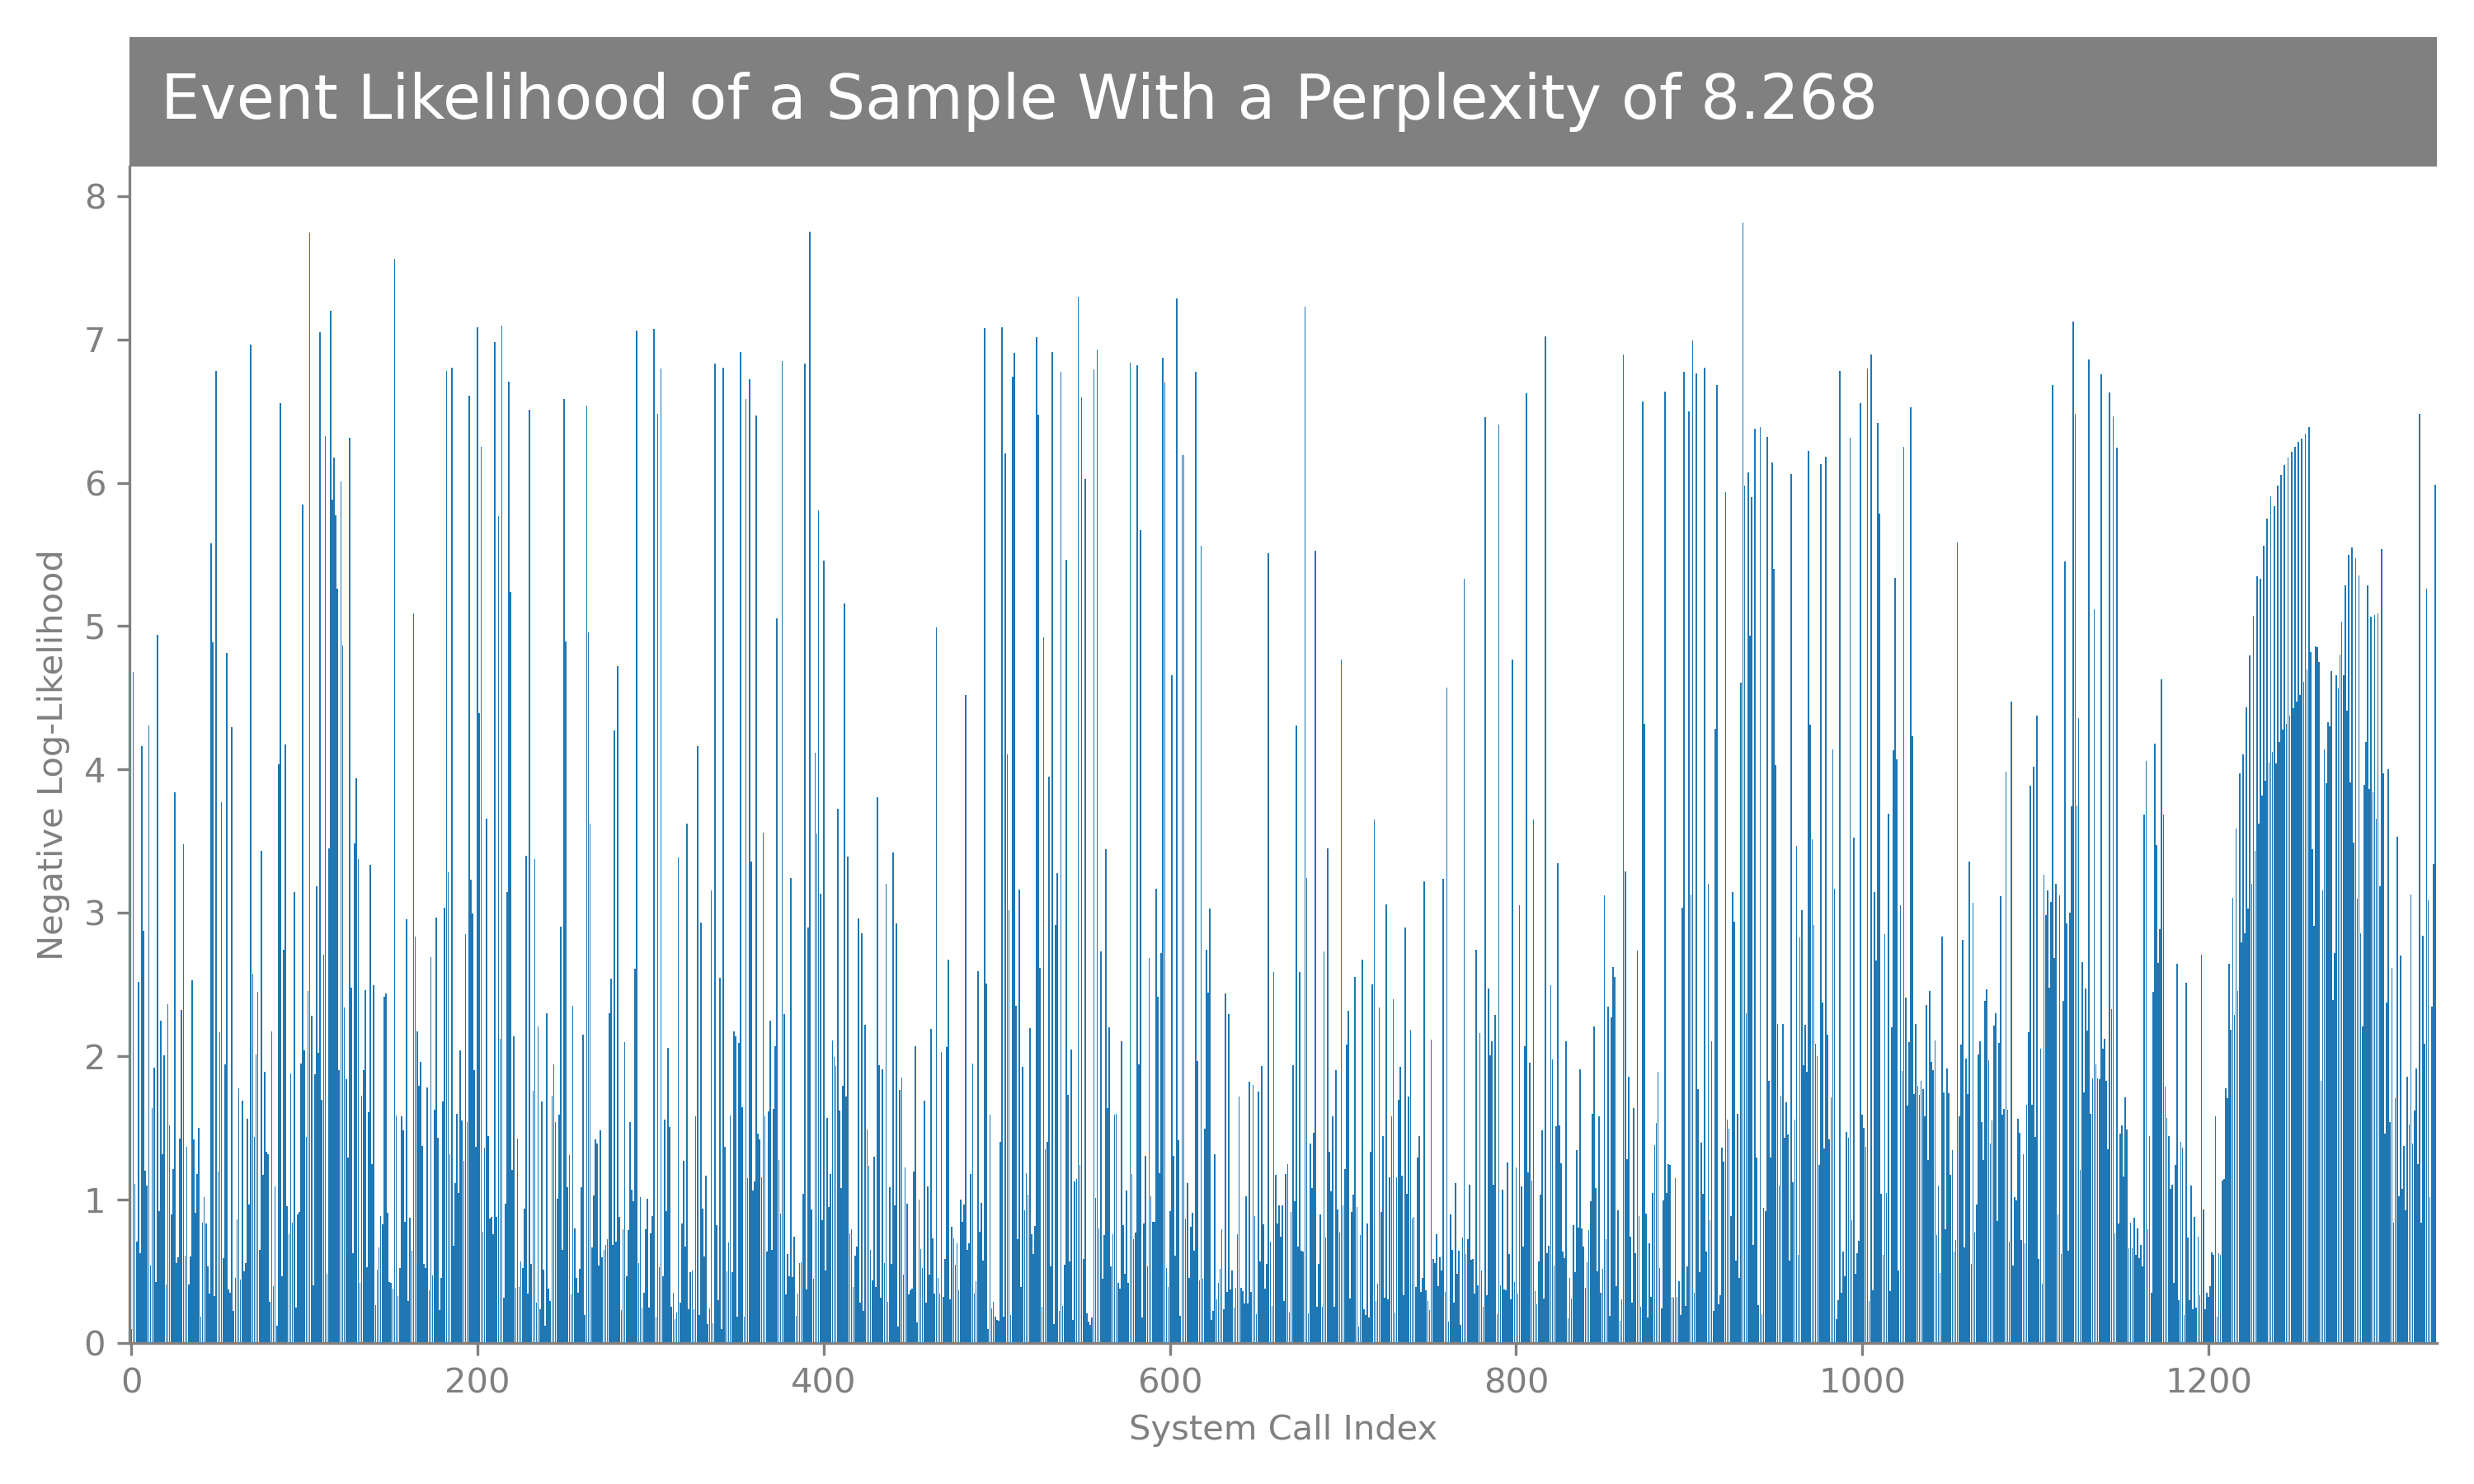 Event Likelihood of a Sample With a Perplexity of 8.268
8
7
6
5
4
3
2
1
0
Negative Log-Likelihood
0 200 400 600 800 1000 1200
System Call Index